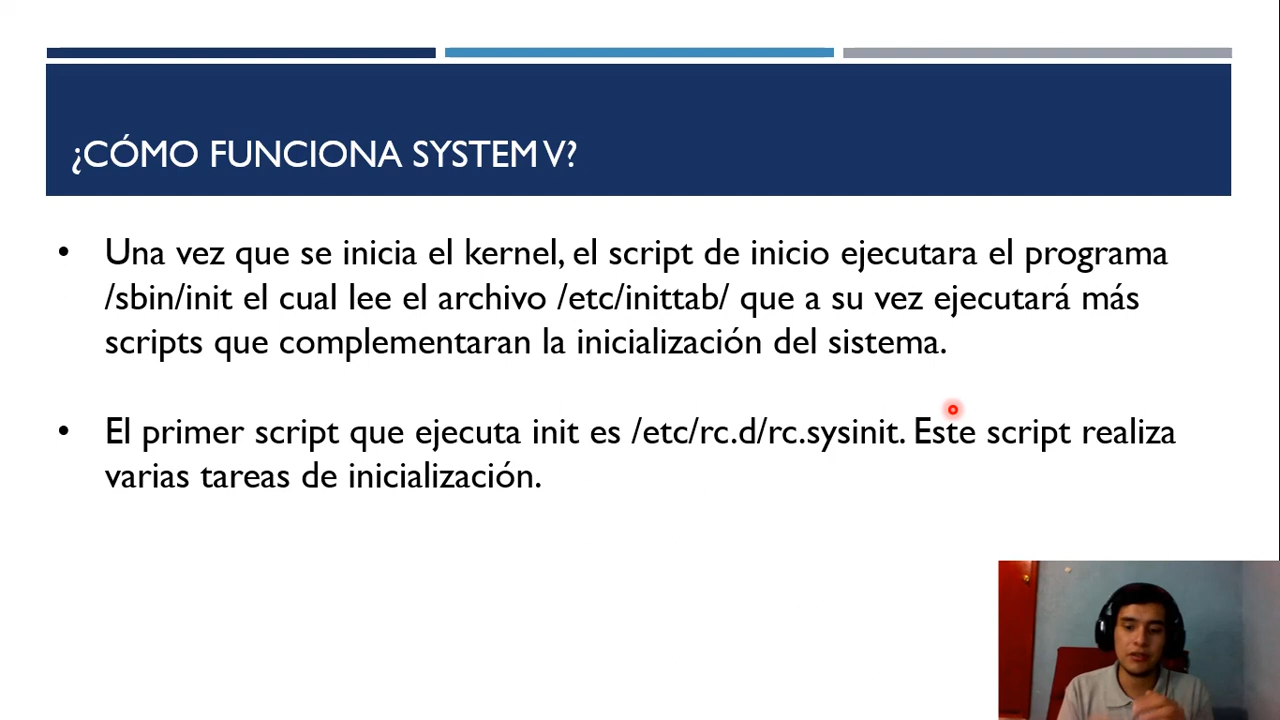 ¿CÓMO FUNCIONA SYSTEM V?
• Una vez que se inicia el kernel, el script de inicio ejecutara el programa
/sbin/init el cual lee el archivo /etc/inittab/ que a su vez ejecutará más
scripts que complementaran la inicialización del sistema.
• El primer script que ejecuta init es /etc/rc.d/rc.sysinit. Este script realiza
varias tareas de inicialización.